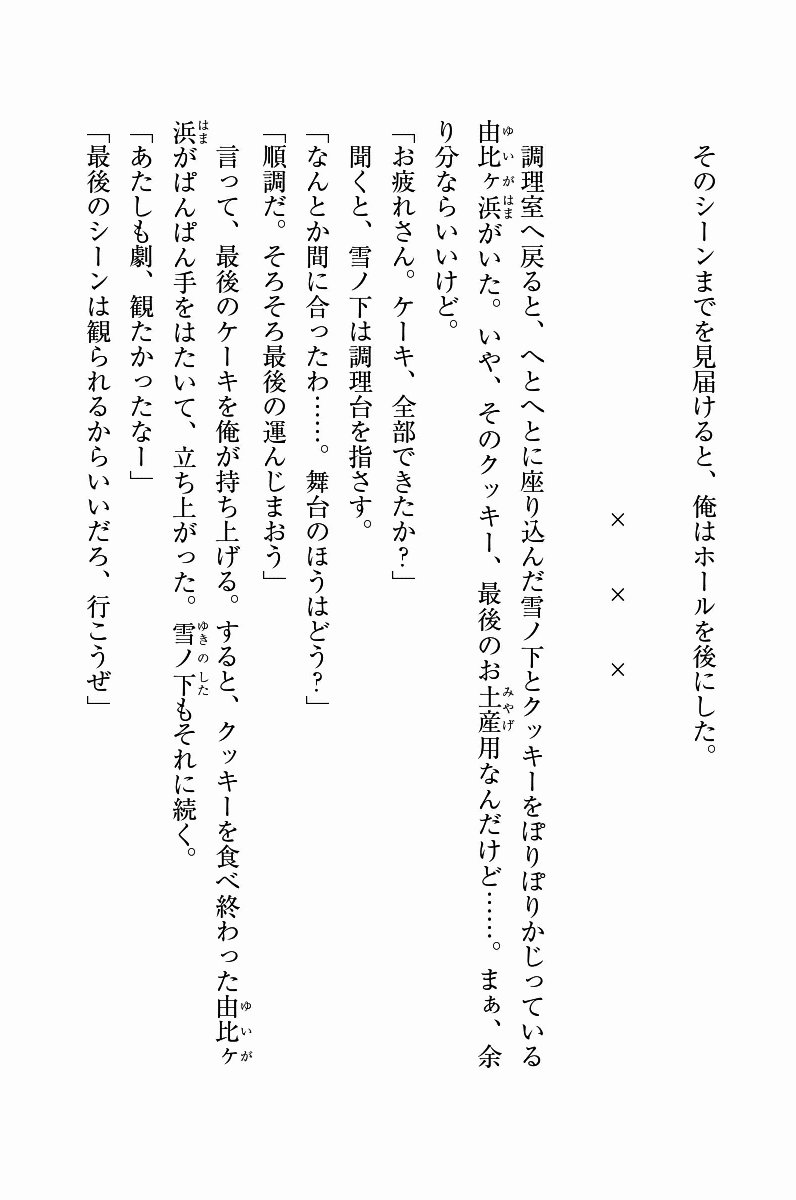 そのシーンまでを見届けると、俺はホールを後にした。
× × ×
調理室へ戻ると、へとへとに座り込んだ雪ノ下とクッキーをぽりぽりかじっている
由比ヶ浜がいた。いや、そのクッキー、最後のお土産用なんだけど……。まぁ、余
り分ならいいけど。
「お疲れさん。ケーキ、全部できたか?」
聞くと、雪ノ下は調理台を指さす。
「なんとか間に合ったわ……。舞台のほうはどう?」
「順調だ。そろそろ最後の運んじまおう」
言って、最後のケーキを俺が持ち上げる。すると、クッキーを食べ終わった由比ヶ
浜がぱんぱん手をはたいて、立ち上がった。雪ノ下もそれに続く。
「あたしも劇、観たかったなー」
「最後のシーンは観られるからいいだろ、行こうぜ」